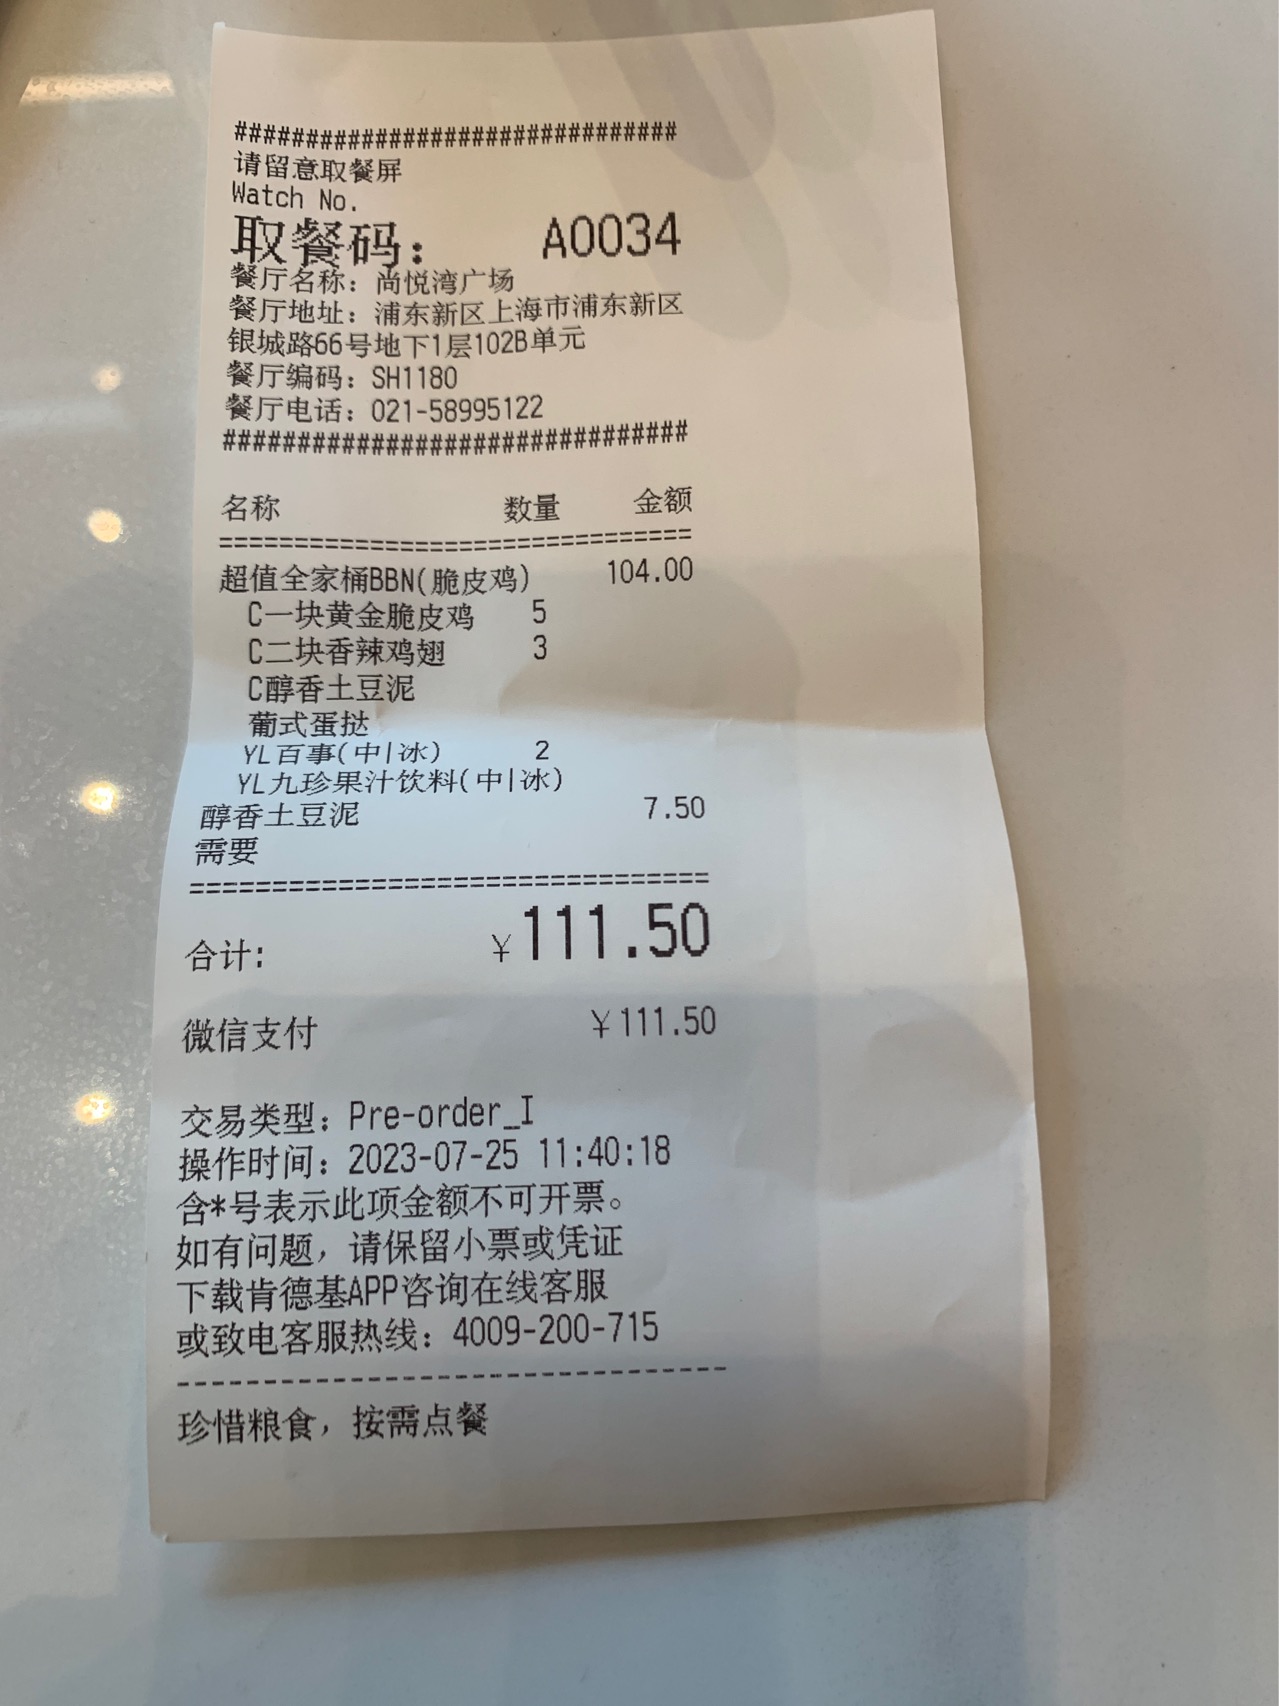 ################################
请留意取餐屏
Watch No.
取餐码： A0034
餐厅名称：尚悦湾广场
餐厅地址：浦东新区上海市浦东新区
银城路66号地下1层102B单元
餐厅编码：SH1180
餐厅电话：021-58995122
################################
名称 数量 金额
================================
超值全家桶BBN(脆皮鸡) 104.00
C一块黄金脆皮鸡 5
C二块香辣鸡翅 3
C醇香土豆泥
葡式蛋挞
YL百事(中|冰) 2
YL九珍果汁饮料(中|冰)
醇香土豆泥 7.50
需要
================================
合计: ￥111.50
微信支付 ￥111.50
交易类型：Pre-order_I
操作时间：2023-07-25 11:40:18
含*号表示此项金额不可开票。
如有问题，请保留小票或凭证
下载肯德基APP咨询在线客服
或致电客服热线：4009-200-715
--------------------------------
珍惜粮食，按需点餐